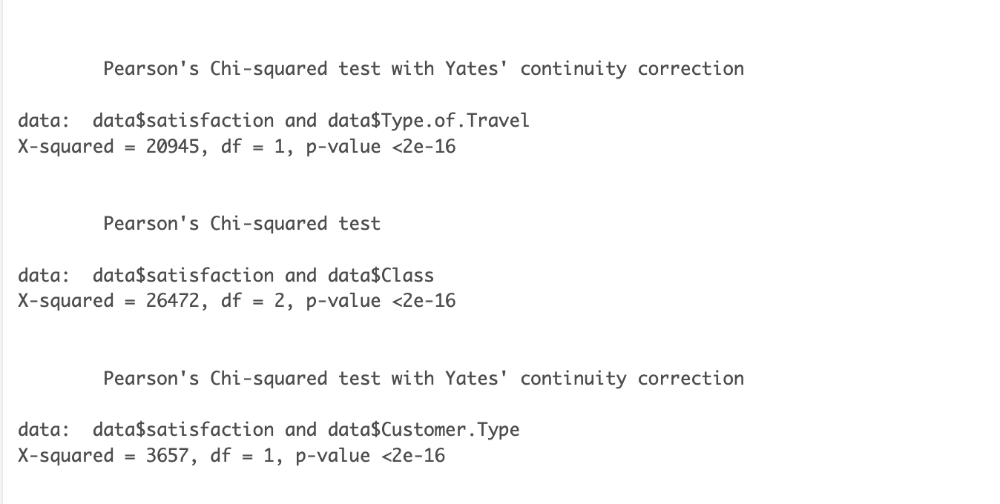 Pearson's Chi-squared test with Yates' continuity correction
data:  data$satisfaction and data$Type.of.Travel
X-squared = 20945, df = 1, p-value <2e-16
Pearson's Chi-squared test
data:  data$satisfaction and data$Class
X-squared = 26472, df = 2, p-value <2e-16
Pearson's Chi-squared test with Yates' continuity correction
data:  data$satisfaction and data$Customer.Type
X-squared = 3657, df = 1, p-value <2e-16